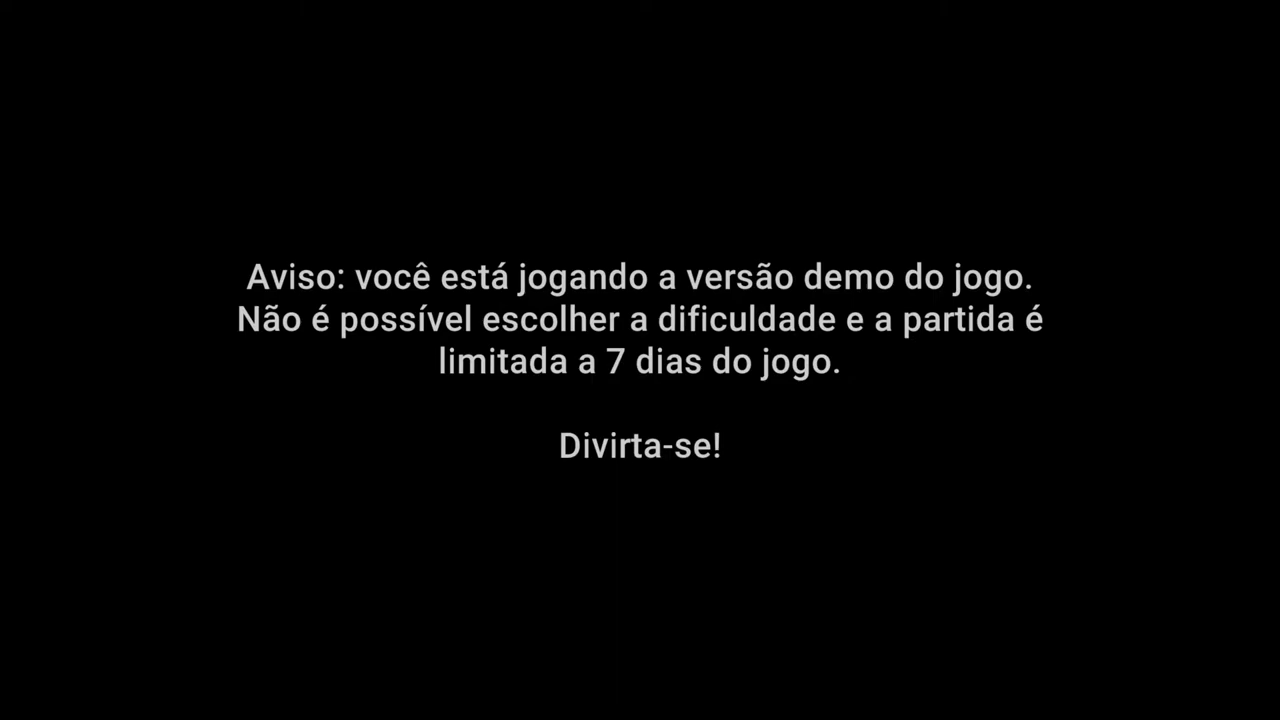 Aviso: você está jogando a versão demo do jogo.
Não é possível escolher a dificuldade e a partida é
limitada a 7 dias do jogo.
Divirta-se!